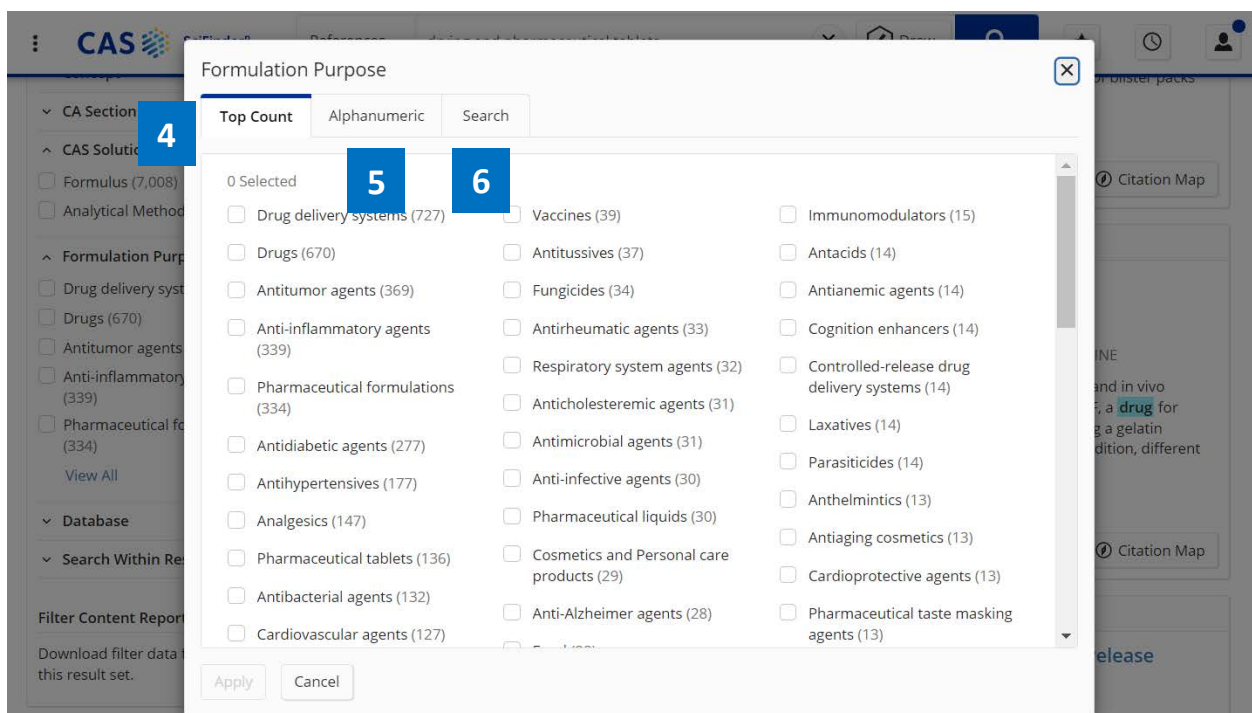 CAS
References
Draw
Concept
CA Section
4
CAS Solutio
Formulus (7,008)
Analytical Method
Formulation Purp
Drug delivery syst
Drugs (670)
Antitumor agents
Anti-inflammatory
(339)
Pharmaceutical fo
(334)
View All
Database
Search Within Re
Filter Content Report
Download filter data f
this result set.
Formulation Purpose
Top Count
Alphanumeric
Search
5
6
0 Selected
Drug delivery systems (727)
Drugs (670)
Antitumor agents (369)
Anti-inflammatory agents
(339)
Pharmaceutical formulations
(334)
Antidiabetic agents (277)
Antihypertensives (177)
Analgesics (147)
Pharmaceutical tablets (136)
Antibacterial agents (132)
Cardiovascular agents (127)
Vaccines (39)
Antitussives (37)
Fungicides (34)
Antirheumatic agents (33)
Respiratory system agents (32)
Anticholesteremic agents (31)
Antimicrobial agents (31)
Anti-infective agents (30)
Pharmaceutical liquids (30)
Cosmetics and Personal care
products (29)
Anti-Alzheimer agents (28)
Immunomodulators (15)
Antacids (14)
Antianemic agents (14)
Cognition enhancers (14)
Controlled-release drug
delivery systems (14)
Laxatives (14)
Parasiticides (14)
Anthelmintics (13)
Antiaging cosmetics (13)
Cardioprotective agents (13)
Pharmaceutical taste masking
agents (13)
Apply
Cancel
or blister packs
Citation Map
INE
and in vivo
F, a drug for
g a gelatin
dition, different
Citation Map
elease